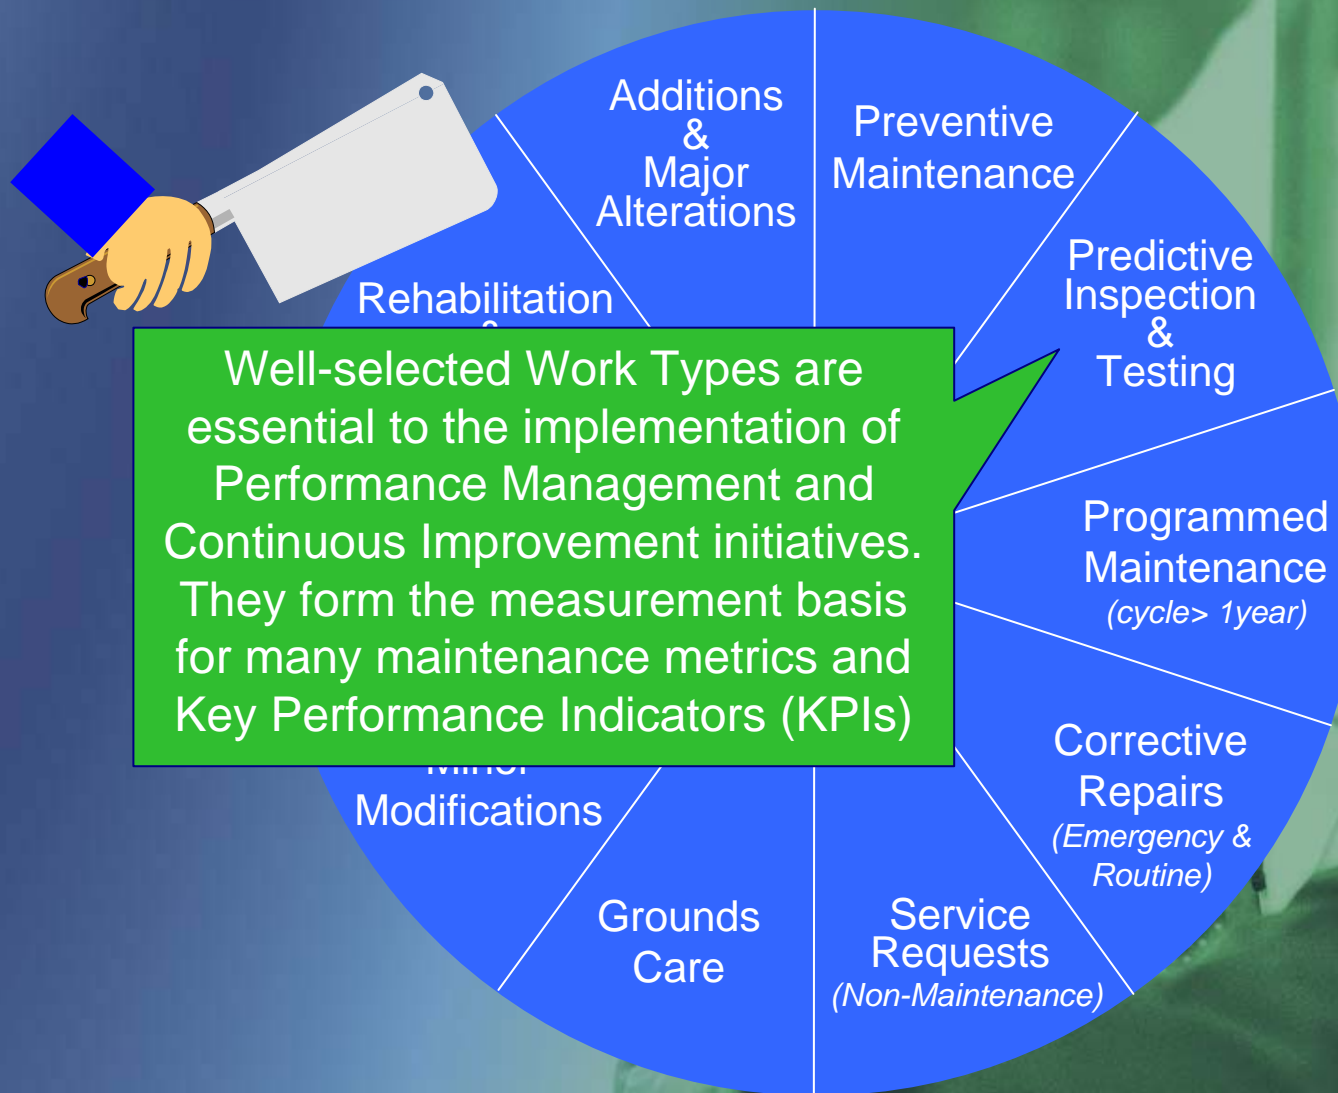 Additions
&
Major
Alterations
Preventive
Maintenance
Predictive
Inspection
&
Testing
Rehabilitation
&
Well-selected Work Types are
essential to the implementation of
Performance Management and
Continuous Improvement initiatives.
They form the measurement basis
for many maintenance metrics and
Key Performance Indicators (KPIs)
Programmed
Maintenance
(cycle> 1year)
Corrective
Repairs
(Emergency &
Routine)
Minor
Modifications
Grounds
Care
Service
Requests
(Non-Maintenance)